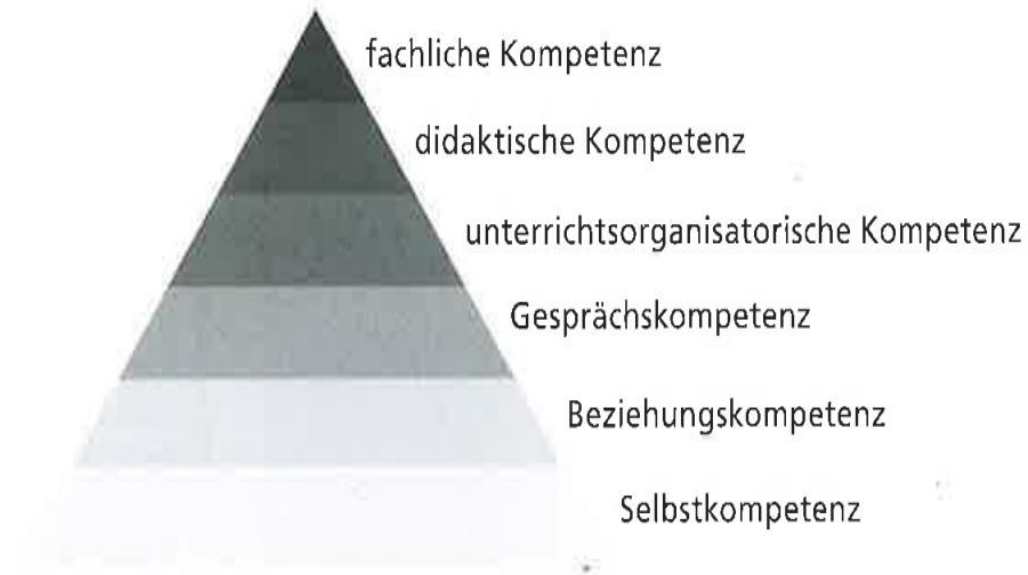 fachliche Kompetenz
didaktische Kompetenz
unterrichtsorganisatorische Kompetenz
Gesprächskompetenz
Beziehungskompetenz
Selbstkompetenz